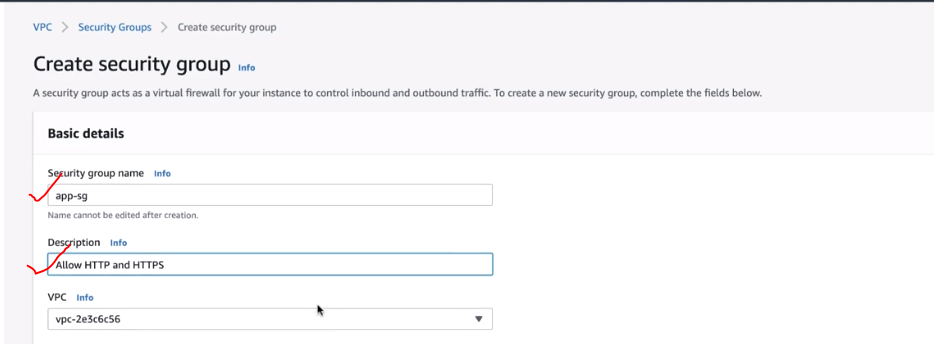 VPC > Security Groups > Create security group
Create security group Info
A security group acts as a virtual firewall for your instance to control inbound and outbound traffic. To create a new security group, complete the fields below.
Basic details
Security group name Info
app-sg
Name cannot be edited after creation.
Description Info
Allow HTTP and HTTPS
VPC Info
vpc-2e3c6c56